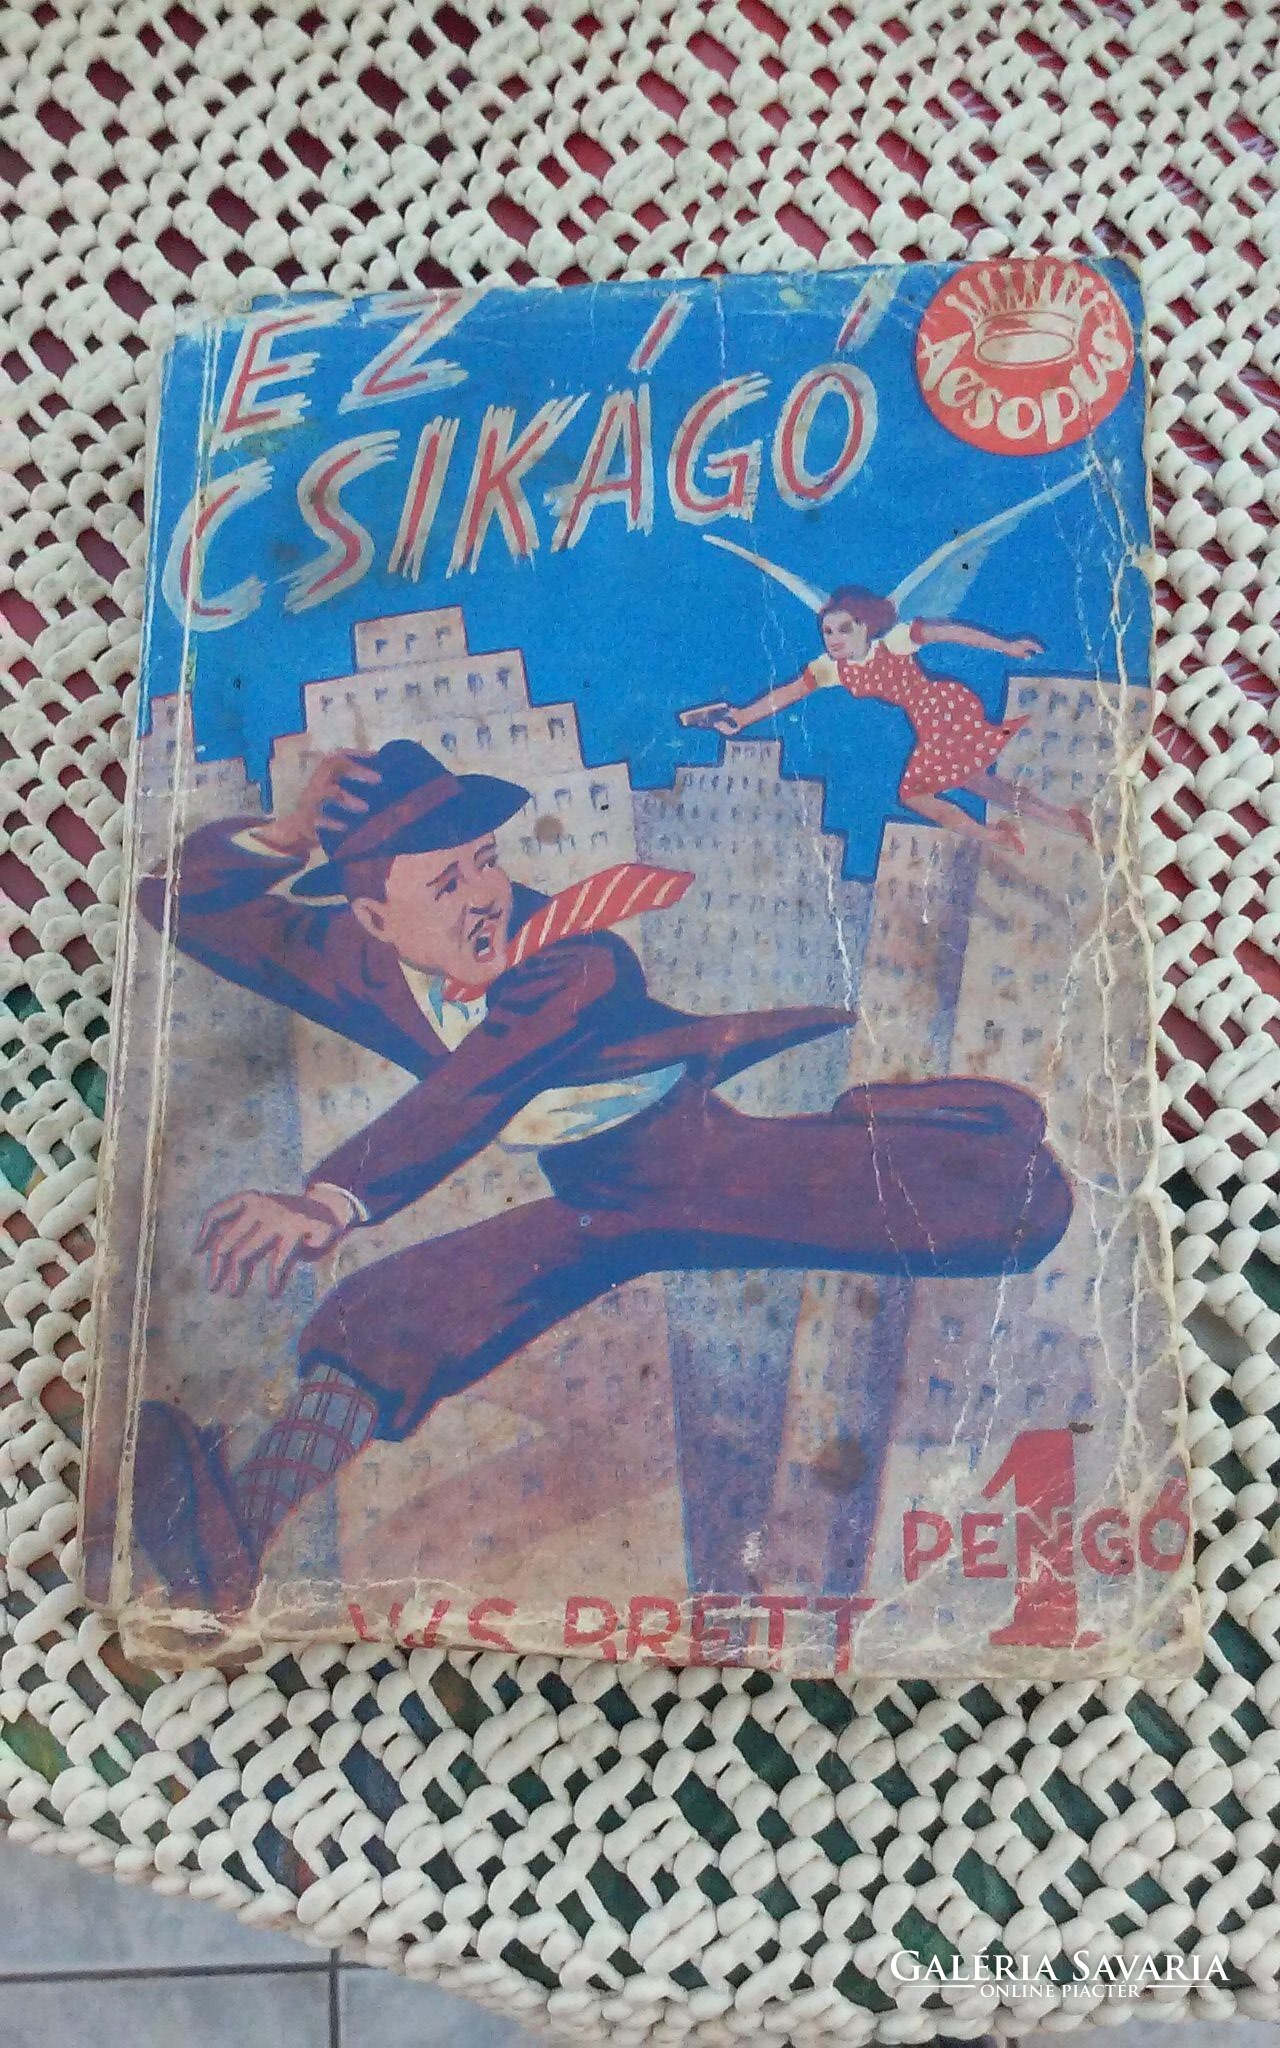 EZ
CSIKÁGÓ
Aesopus
1
PENGŐ
W.S. BRETT
GALÉRIA SAVARIA
ONLINE PIACTÉR